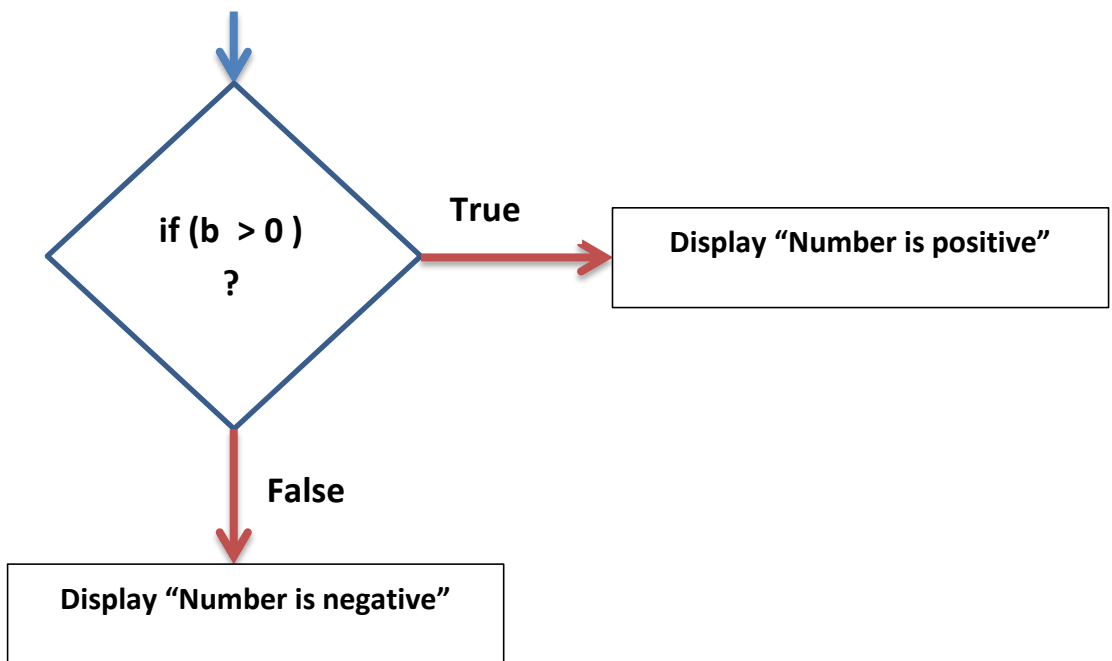 if (b > 0 )
?
True
Display “Number is positive”
False
Display “Number is negative”